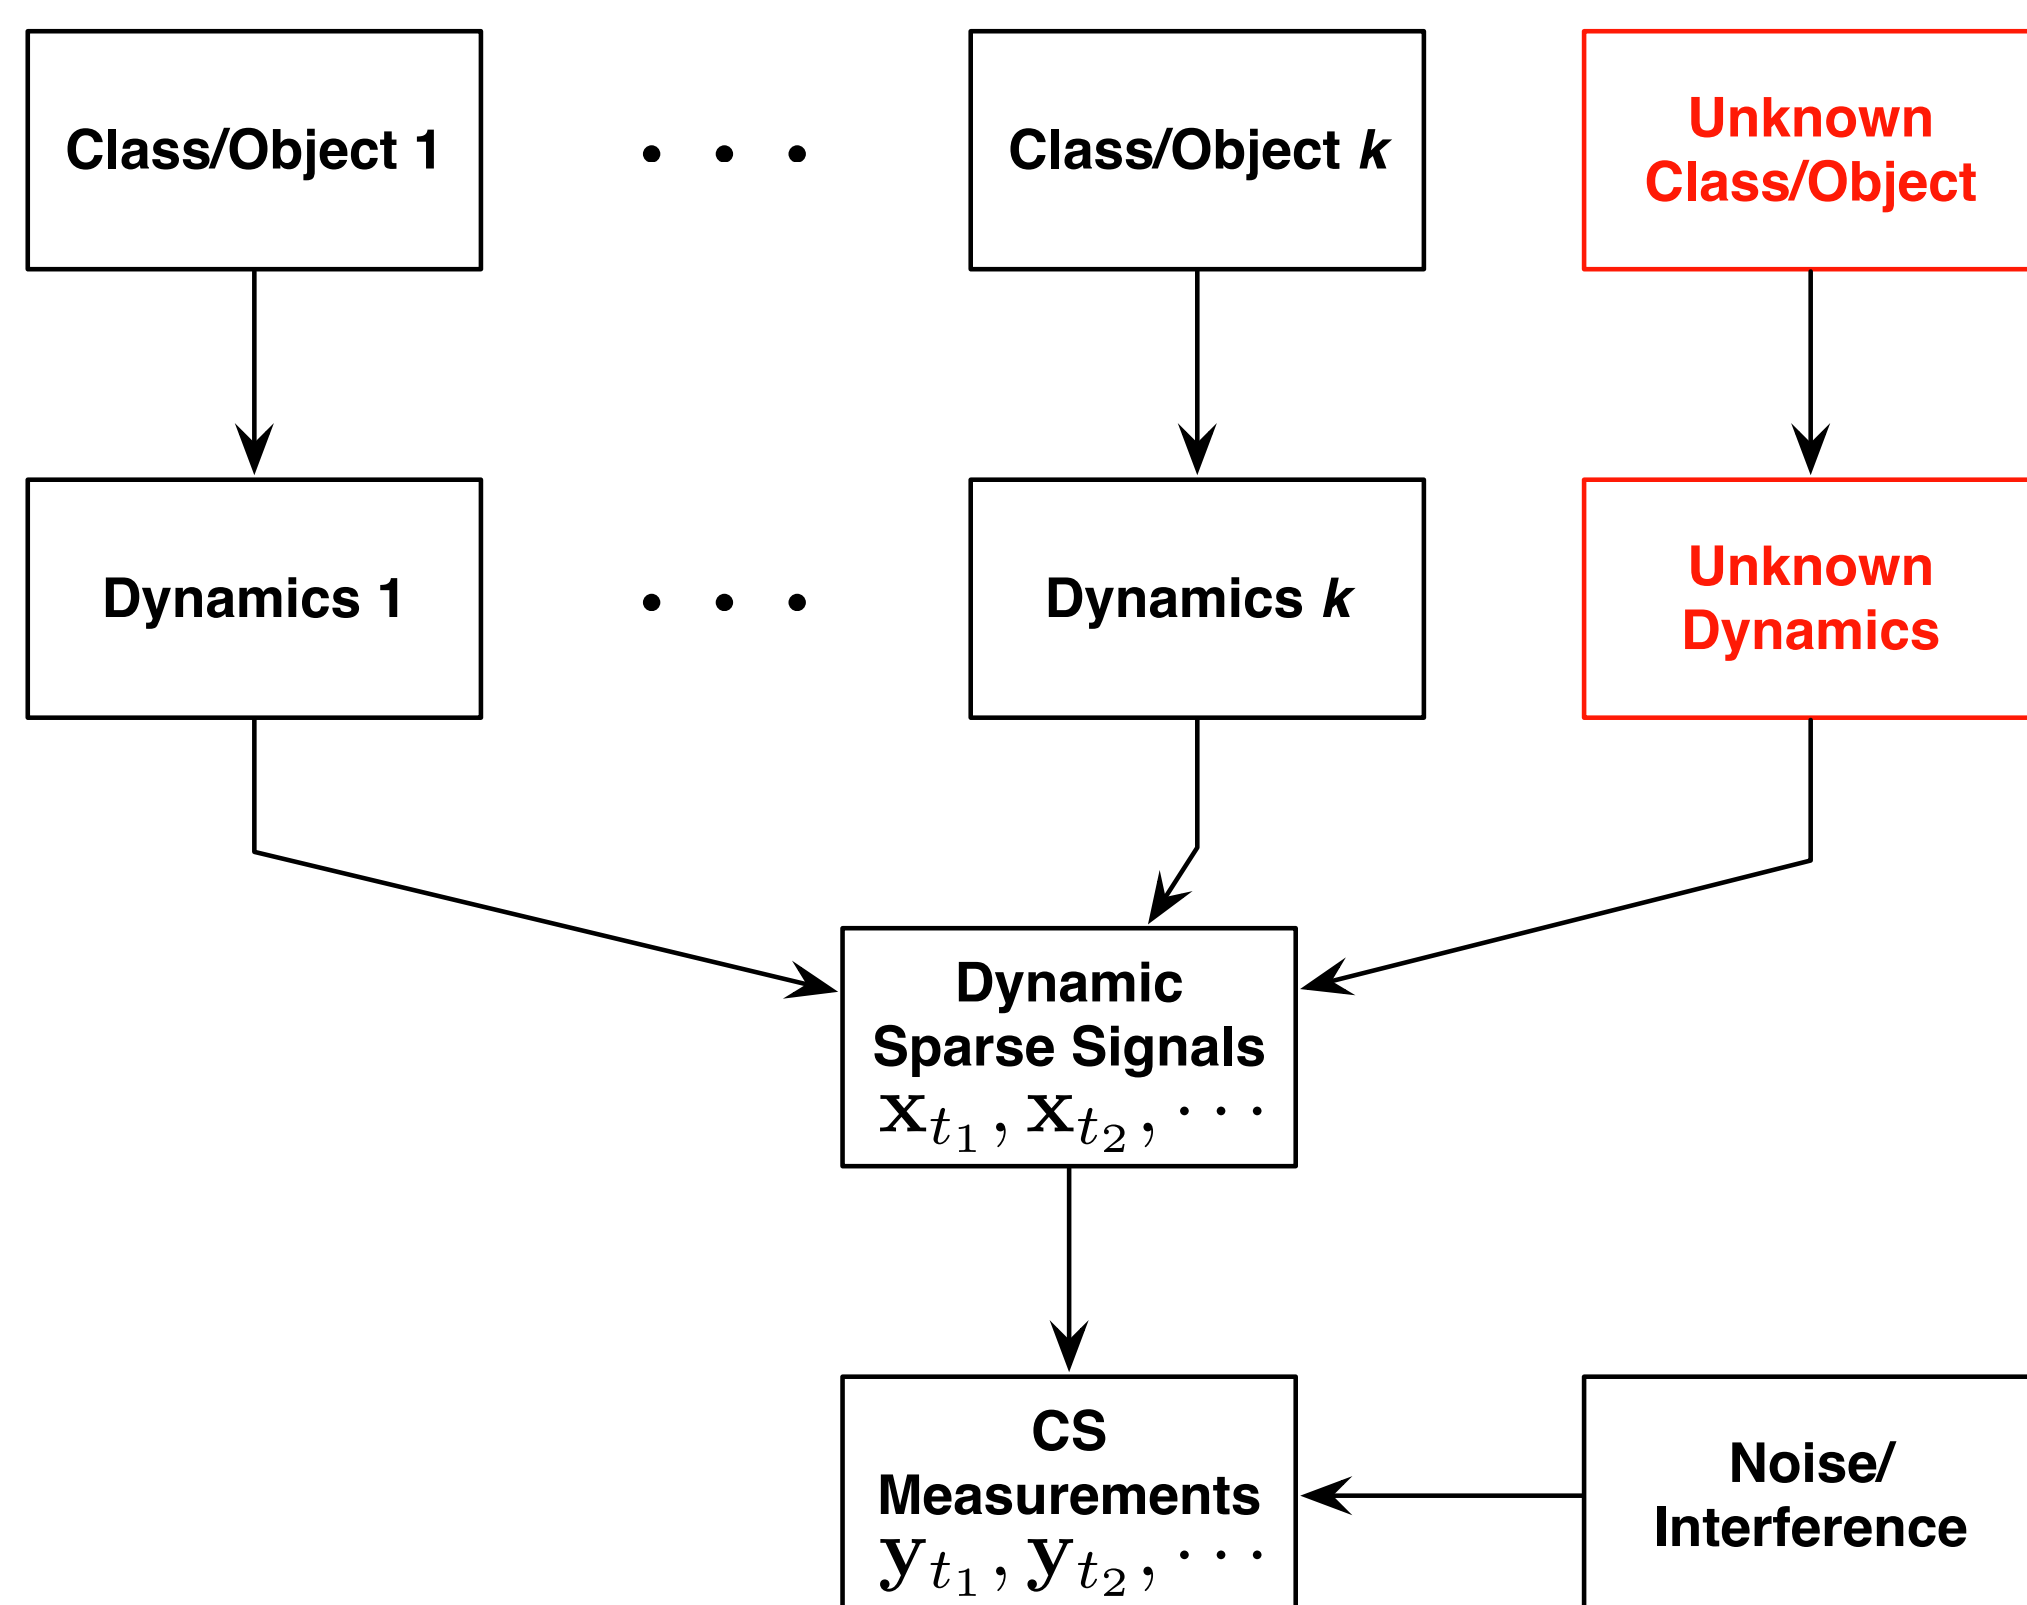 Class/Object 1
• • •
Class/Object k
Unknown
Class/Object
Dynamics 1
• • •
Dynamics k
Unknown
Dynamics
Dynamic
Sparse Signals
𝐱_{t_1}, 𝐱_{t_2}, ⋯
CS
Measurements
𝐲_{t_1}, 𝐲_{t_2}, ⋯
Noise/
Interference